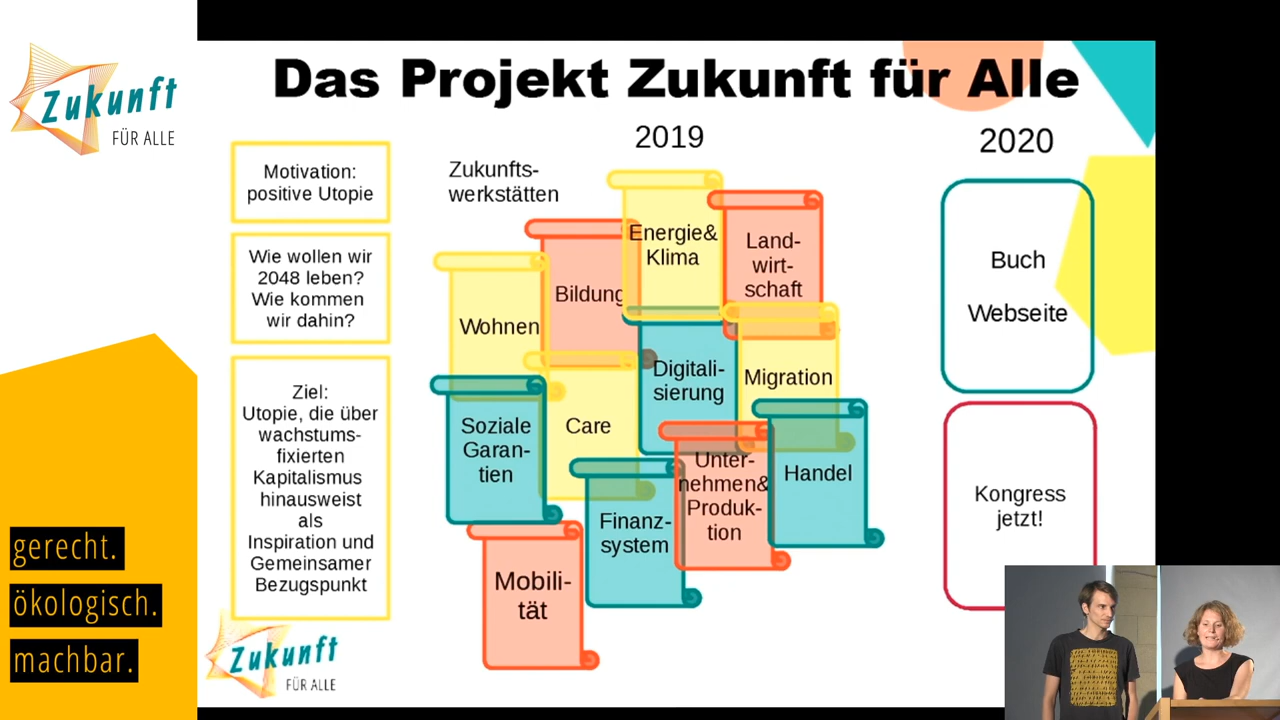 Zukunft
FÜR ALLE
gerecht.
ökologisch.
machbar.
Das Projekt Zukunft für Alle
Motivation:
positive Utopie
Wie wollen wir
2048 leben?
Wie kommen
wir dahin?
Ziel:
Utopie, die über
wachstums-
fixierten
Kapitalismus
hinausweist
als
Inspiration und
Gemeinsamer
Bezugspunkt
Zukunft
FÜR ALLE
2019
Zukunfts-
werkstätten
Energie&
Klima
Land-
wirt-
schaft
Bildung
Wohnen
Digitali-
sierung
Migration
Soziale
Garan-
tien
Care
Unter-
nehmen&
Produk-
tion
Handel
Finanz-
system
Mobili-
tät
2020
Buch
Webseite
Kongress
jetzt!